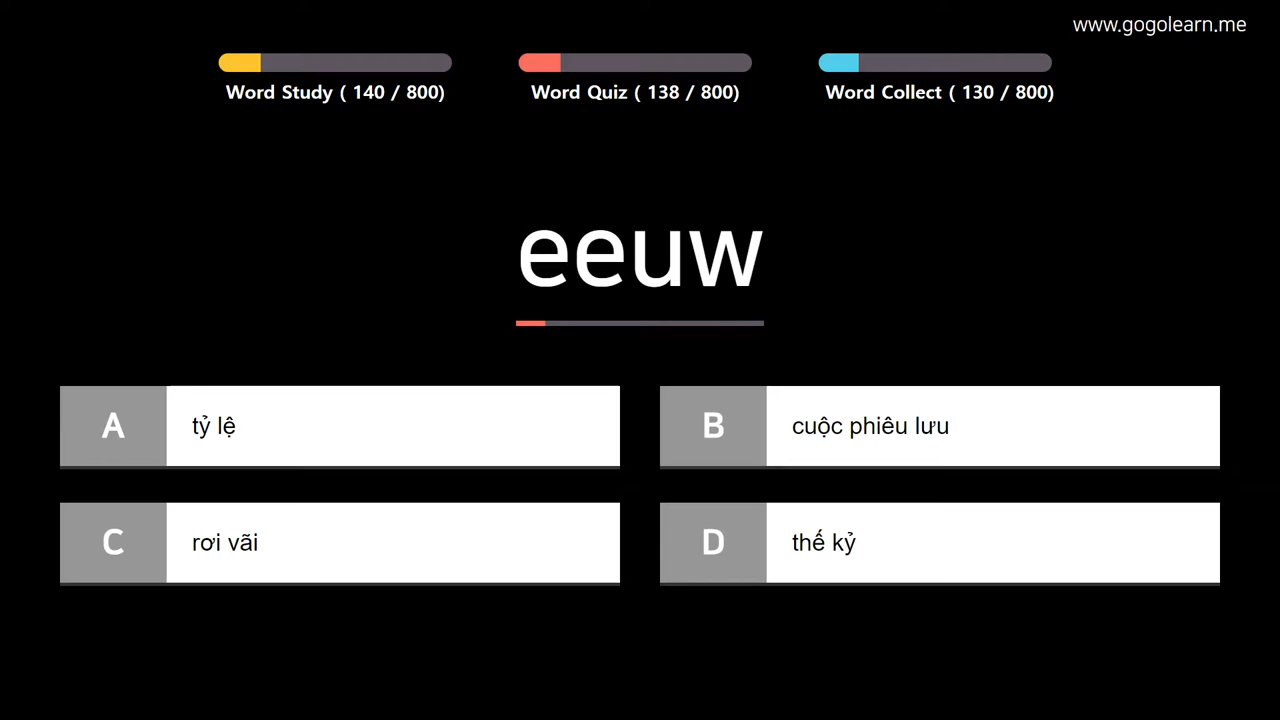 www.gogolearn.me
Word Study ( 140 / 800)
Word Quiz ( 138 / 800)
Word Collect ( 130 / 800)
eeuw
A tỷ lệ
B cuộc phiêu lưu
C rơi vãi
D thế kỷ